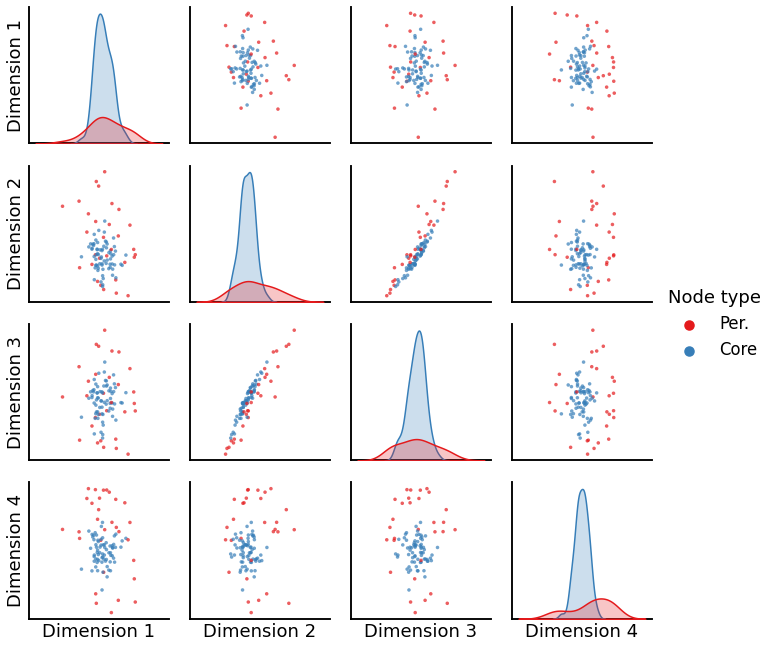 Dimension 1
Dimension 2
Dimension 3
Dimension 4
Dimension 1
Dimension 2
Dimension 3
Dimension 4
Node type
Per.
Core